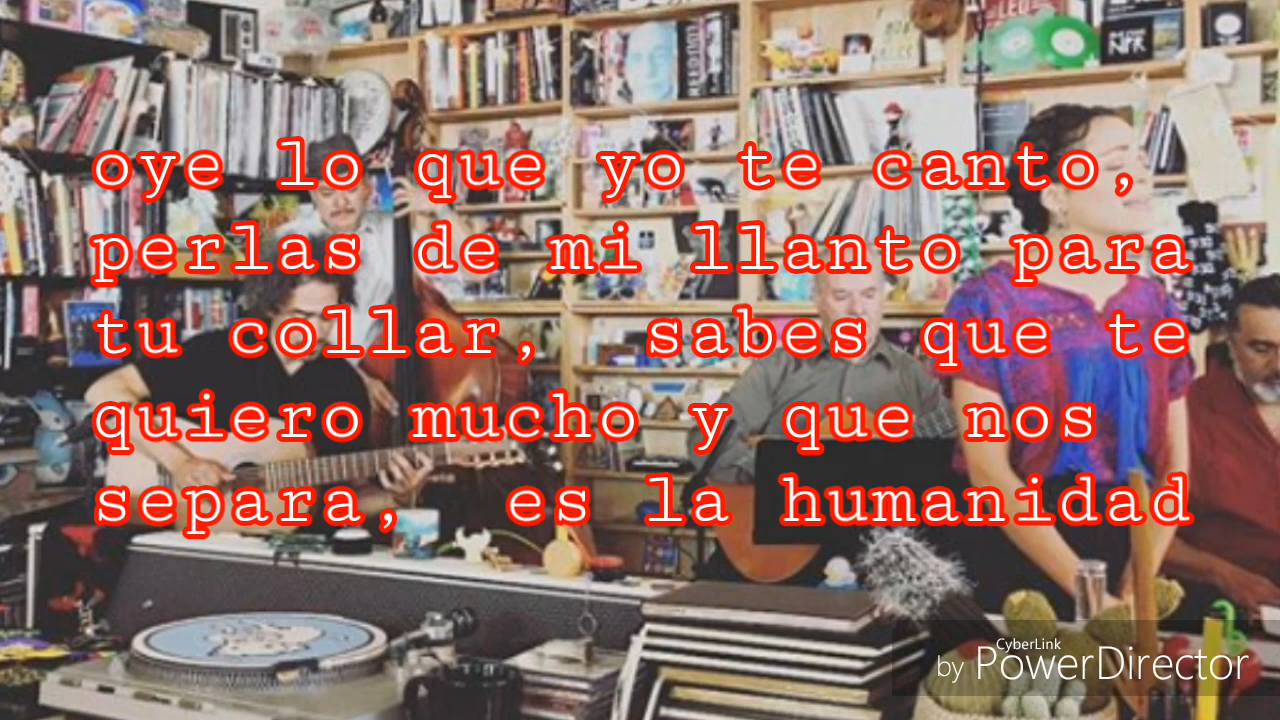 oye lo que yo te canto,
perlas de mi llanto para
tu collar, sabes que te
quiero mucho y que nos
separa, es la humanidad
CyberLink
by PowerDirector